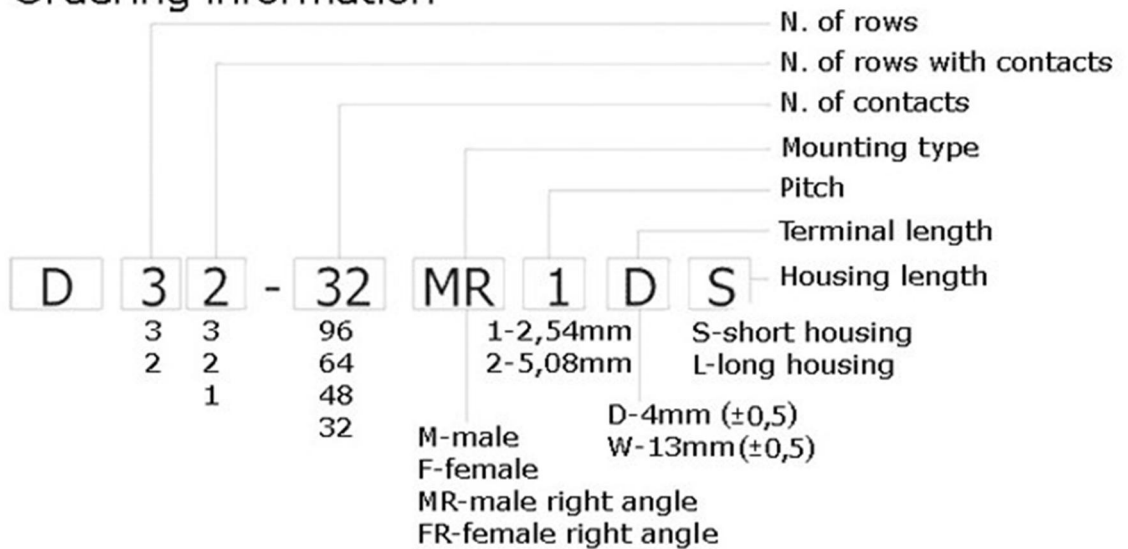 Ordering information
N. of rows
N. of rows with contacts
N. of contacts
Mounting type
Pitch
Terminal length
Housing length
D 3 2 - 32 MR 1 D S
3 3 96 1-2,54mm S-short housing
2 2 64 2-5,08mm L-long housing
1 48
32
D-4mm (±0,5)
W-13mm(±0,5)
M-male
F-female
MR-male right angle
FR-female right angle